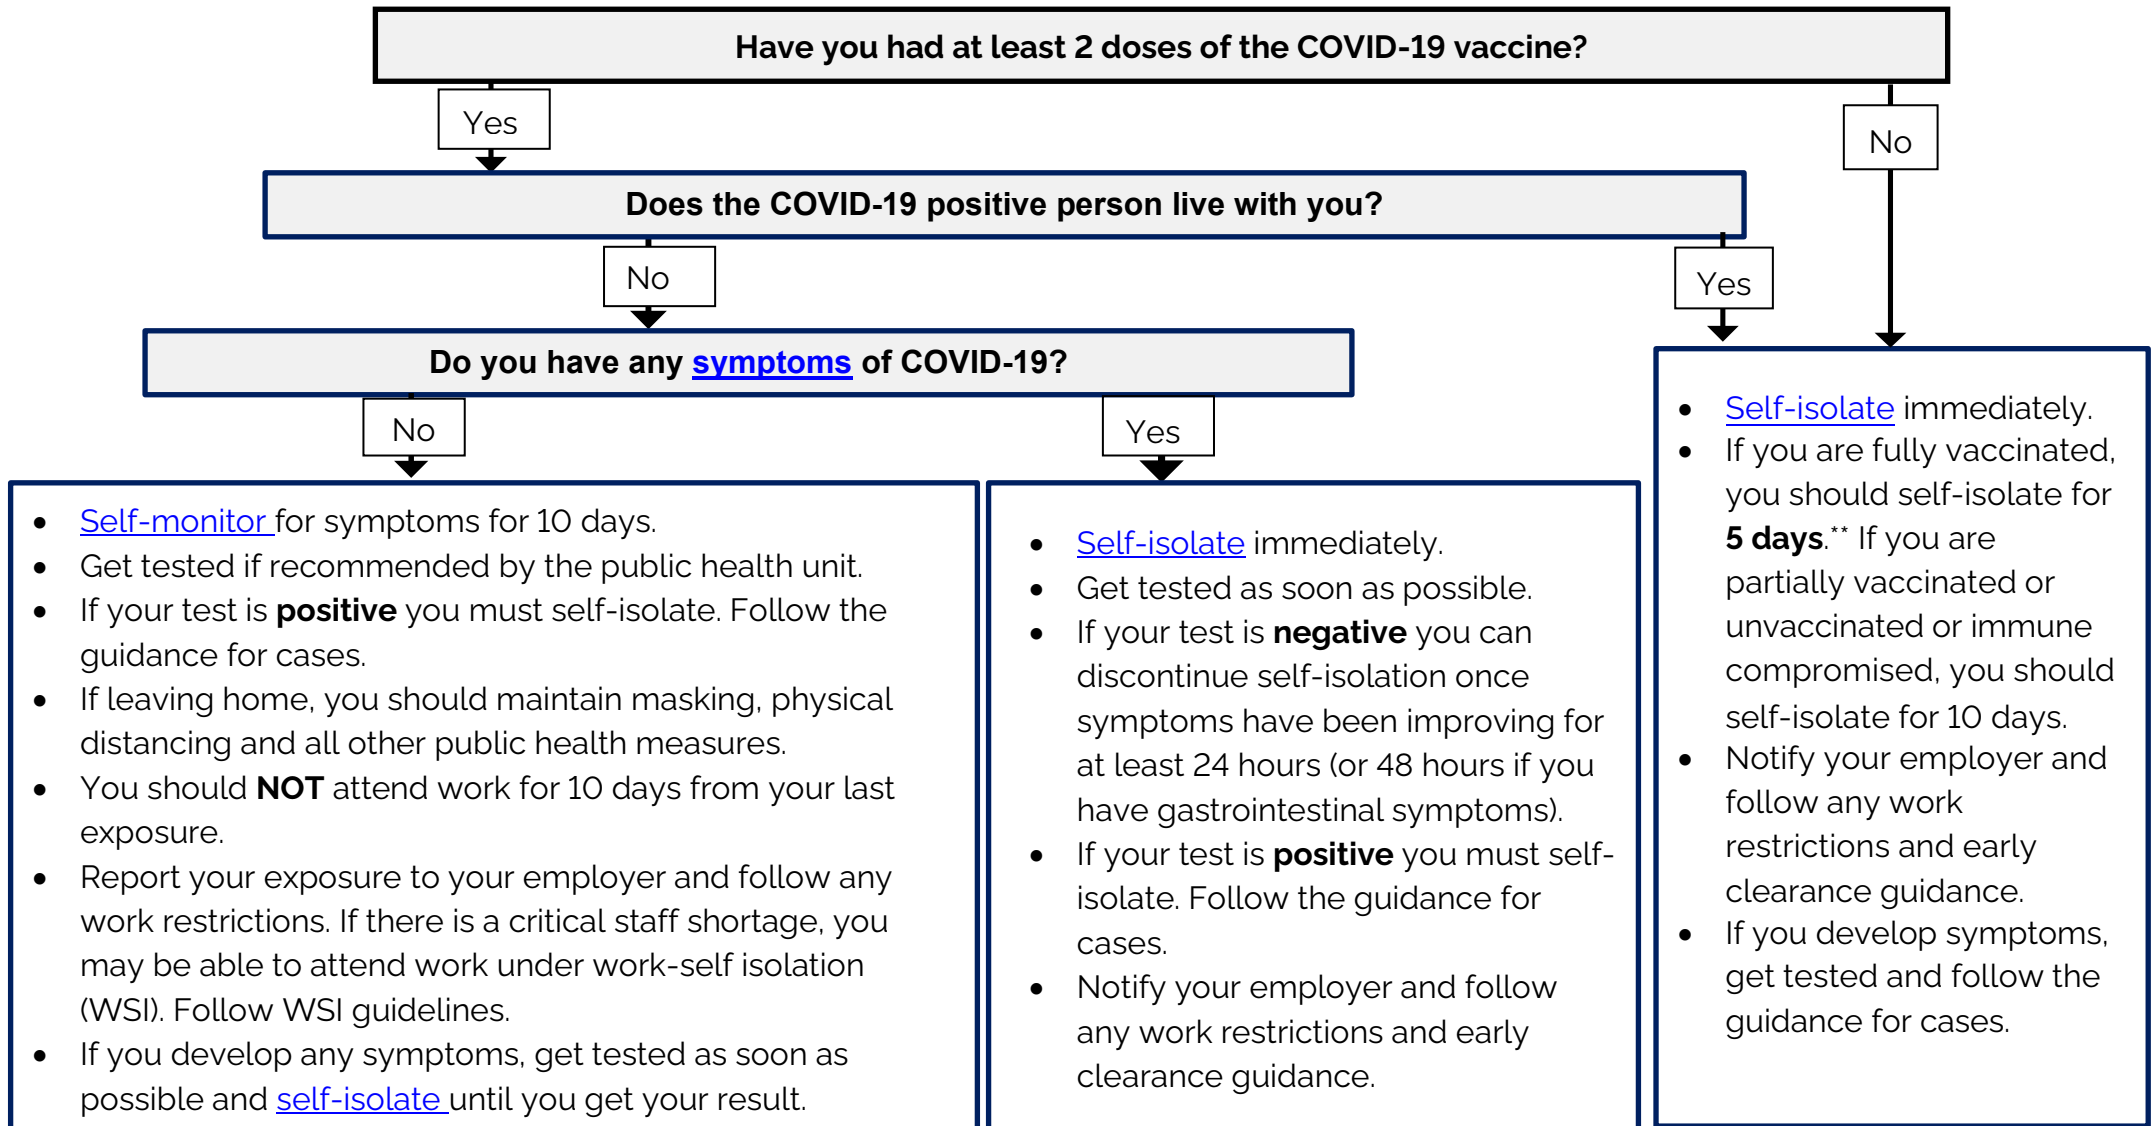 Have you had at least 2 doses of the COVID-19 vaccine?
Yes
No
Does the COVID-19 positive person live with you?
No
Yes
Do you have any symptoms of COVID-19?
No
Yes
• Self-monitor for symptoms for 10 days.
• Get tested if recommended by the public health unit.
• If your test is positive you must self-isolate. Follow the
guidance for cases.
• If leaving home, you should maintain masking, physical
distancing and all other public health measures.
• You should NOT attend work for 10 days from your last
exposure.
• Report your exposure to your employer and follow any
work restrictions. If there is a critical staff shortage, you
may be able to attend work under work-self isolation
(WSI). Follow WSI guidelines.
• If you develop any symptoms, get tested as soon as
possible and self-isolate until you get your result.
• Self-isolate immediately.
• Get tested as soon as possible.
• If your test is negative you can
discontinue self-isolation once
symptoms have been improving for
at least 24 hours (or 48 hours if you
have gastrointestinal symptoms).
• If your test is positive you must self-
isolate. Follow the guidance for
cases.
• Notify your employer and follow
any work restrictions and early
clearance guidance.
• Self-isolate immediately.
• If you are fully vaccinated,
you should self-isolate for
5 days.** If you are
partially vaccinated or
unvaccinated or immune
compromised, you should
self-isolate for 10 days.
• Notify your employer and
follow any work
restrictions and early
clearance guidance.
• If you develop symptoms,
get tested and follow the
guidance for cases.